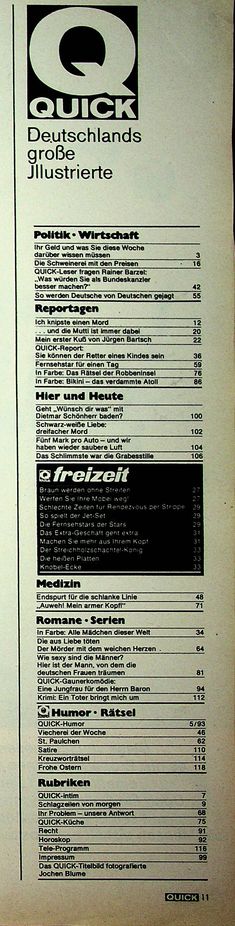 Q
QUICK
Deutschlands
große
Jllustrierte
Politik • Wirtschaft
Ihr Geld und was Sie diese Woche
darüber wissen müssen 3
Die Schweinerei mit den Preisen 16
QUICK-Leser fragen Rainer Barzel:
„Was würden Sie als Bundeskanzler
besser machen?" 42
So werden Deutsche von Deutschen gejagt 55
Reportagen
Ich knipste einen Mord 12
. . . und die Mutti ist immer dabei 20
Mein erster Kuß von Jürgen Bartsch 22
QUICK-Report:
Sie können der Retter eines Kindes sein 36
Fernsehstar für einen Tag 59
In Farbe: Das Rätsel der Robbeninsel 76
In Farbe: Bikini – das verdammte Atoll 86
Hier und Heute
Geht „Wünsch dir was" mit
Dietmar Schönherr baden? 100
Schwarz-weiße Liebe:
dreifacher Mord 102
Fünf Mark pro Auto – und wir
haben wieder saubere Luft 104
Das Schlimmste war die Grabesstille 106
Q freizeit
Braun werden ohne Streifen 27
Werfen Sie Ihre Möbel weg! 27
Schlechte Zeiten für Rendezvous per Strippe 29
So spielt der Jet-Set 29
Die Fernsehstars der Stars 29
Das Extra-Geschäft geht extra 31
Machen Sie mehr aus Ihrem Kopf 31
Der Streichholzschachtel-König 33
Die heißen Platten 33
Knobel-Ecke 33
Medizin
Endspurt für die schlanke Linie 48
„Auweh! Mein armer Kopf!" 71
Romane • Serien
In Farbe: Alle Mädchen dieser Welt 34
Die aus Liebe töten
Der Mörder mit dem weichen Herzen . 64
Wie sexy sind die Männer?
Hier ist der Mann, von dem die
deutschen Frauen träumen 81
QUICK-Gaunerkomödie:
Eine Jungfrau für den Herrn Baron 94
Krimi: Ein Toter bringt mich um 112
Q Humor • Rätsel
QUICK-Humor 5/93
Viecherei der Woche 46
St. Paulchen 62
Satire 110
Kreuzworträtsel 114
Frohe Ostern 118
Rubriken
QUICK-intim 7
Schlagzeilen von morgen 9
Ihr Problem – unsere Antwort 68
QUICK-Küche 75
Recht 91
Horoskop 92
Tele-Programm 116
Impressum 99
Das QUICK-Titelbild fotografierte
Jochen Blume
QUICK 11